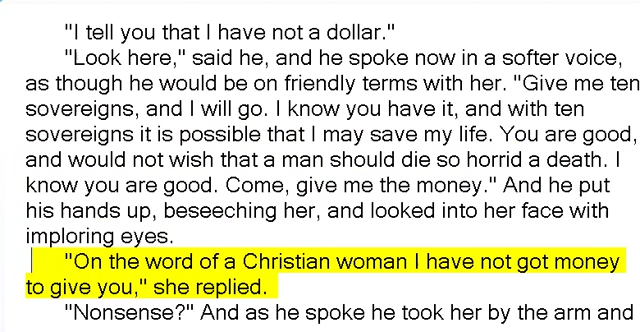 "I tell you that I have not a dollar."
"Look here," said he, and he spoke now in a softer voice,
as though he would be on friendly terms with her. "Give me ten
sovereigns, and I will go. I know you have it, and with ten
sovereigns it is possible that I may save my life. You are good,
and would not wish that a man should die so horrid a death. I
know you are good. Come, give me the money." And he put
his hands up, beseeching her, and looked into her face with
imploring eyes.
"On the word of a Christian woman I have not got money
to give you," she replied.
"Nonsense?" And as he spoke he took her by the arm and